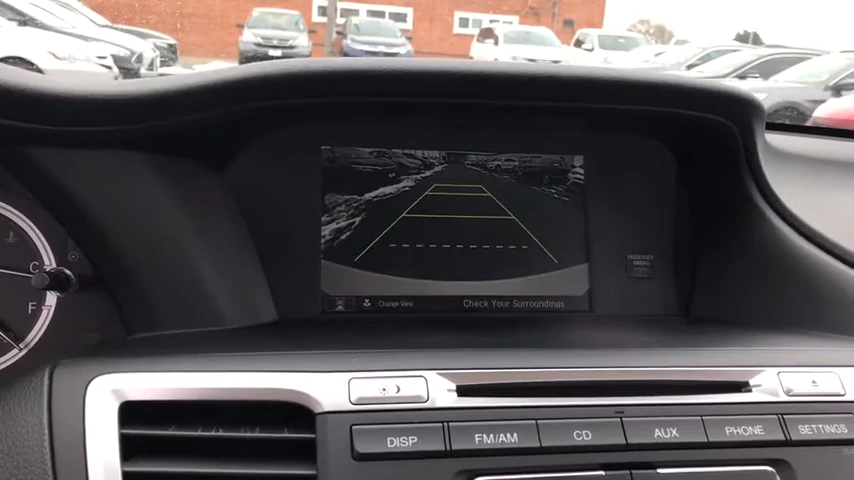 C
F
: Change View
Check Your Surroundings
PASSENGER
AIRBAG
DISP
FM/AM
CD
AUX
PHONE
SETTINGS